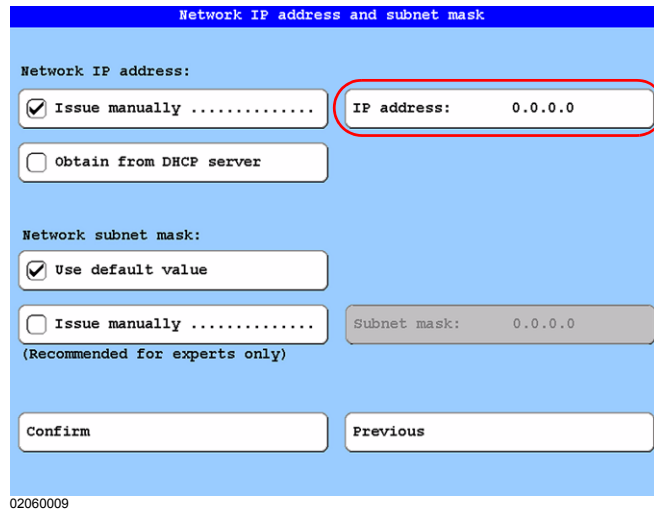 Network IP address and subnet mask
Network IP address:
Issue manually ..............
IP address: 0.0.0.0
Obtain from DHCP server
Network subnet mask:
Use default value
Issue manually ..............
Subnet mask: 0.0.0.0
(Recommended for experts only)
Confirm
Previous
02060009